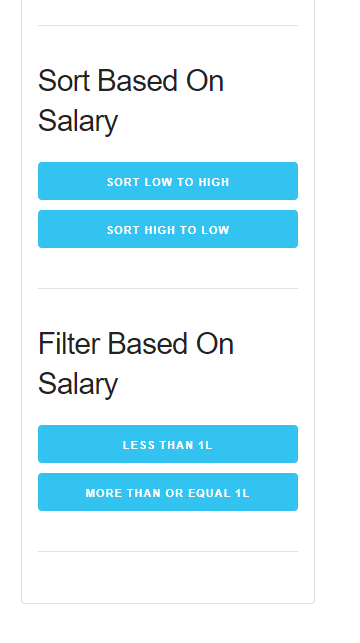 Sort Based On
Salary
SORT LOW TO HIGH
SORT HIGH TO LOW
Filter Based On
Salary
LESS THAN 1L
MORE THAN OR EQUAL 1L